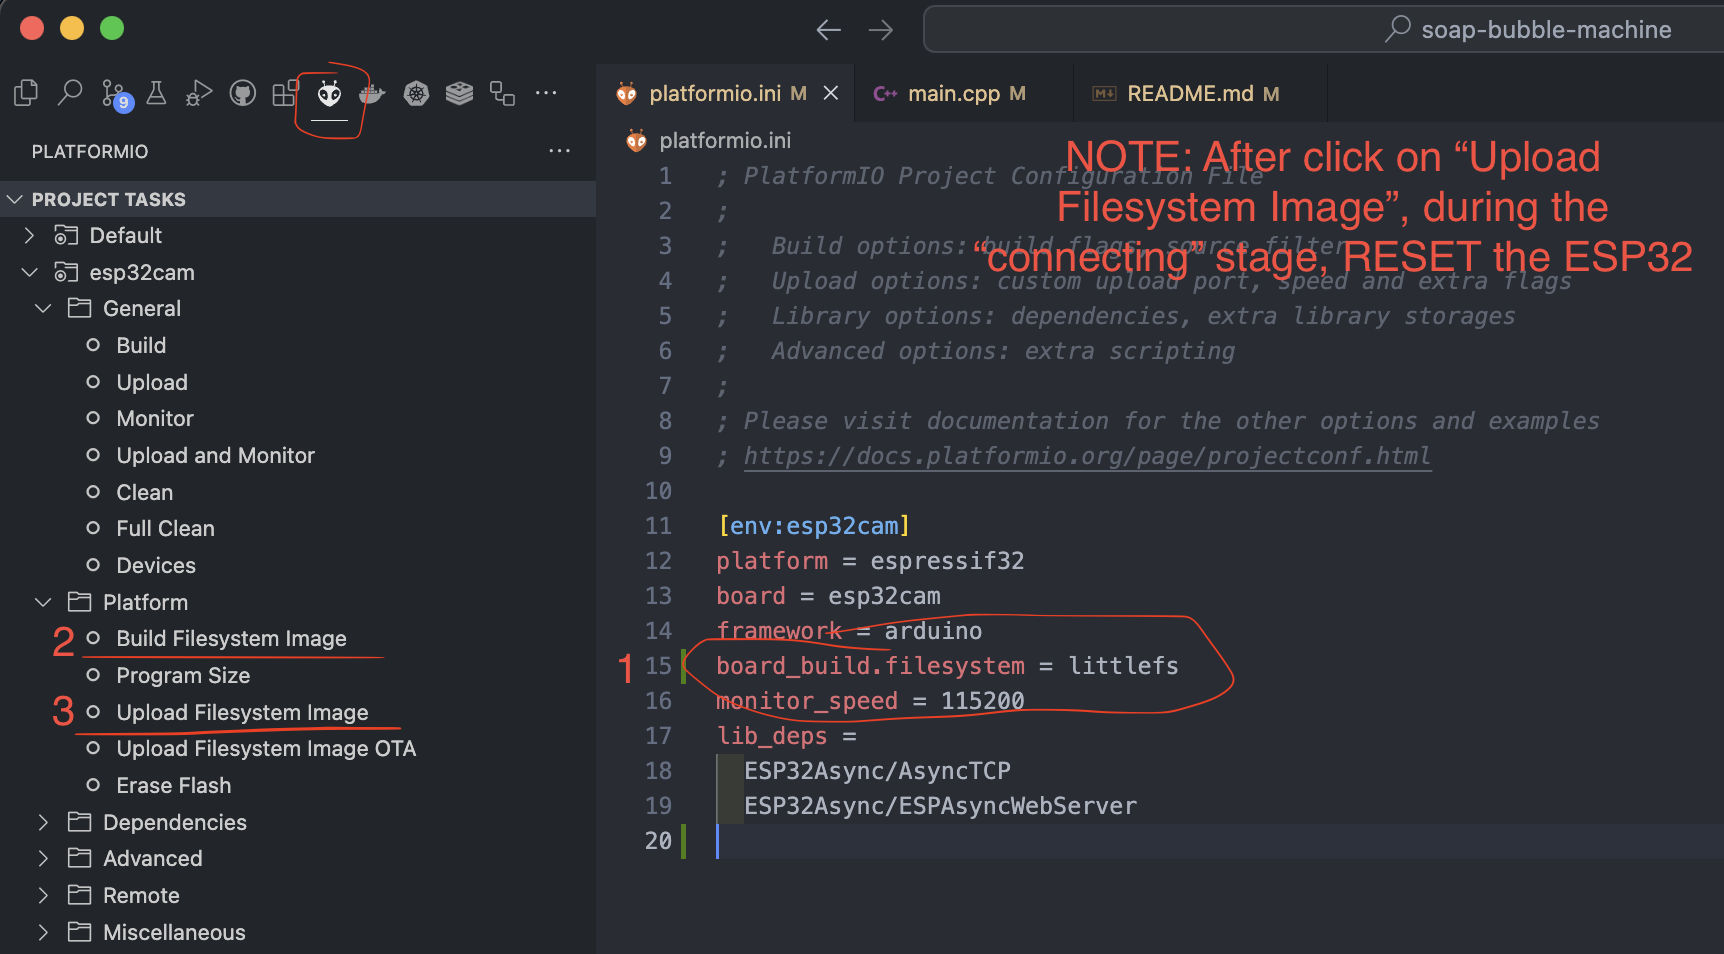 soap-bubble-machine
9
platformio.ini M
C++ main.cpp M
M↓ README.md M
PLATFORMIO
platformio.ini
PROJECT TASKS
Default
esp32cam
General
Build
Upload
Monitor
Upload and Monitor
Clean
Full Clean
Devices
Platform
2 Build Filesystem Image
Program Size
3 Upload Filesystem Image
Upload Filesystem Image OTA
Erase Flash
Dependencies
Advanced
Remote
Miscellaneous
NOTE: After click on “Upload
Filesystem Image”, during the
“connecting” stage, RESET the ESP32
1 ; PlatformIO Project Configuration File
2 ;
3 ;   Build options: build flags, source filter
4 ;   Upload options: custom upload port, speed and extra flags
5 ;   Library options: dependencies, extra library storages
6 ;   Advanced options: extra scripting
7 ;
8 ; Please visit documentation for the other options and examples
9 ; https://docs.platformio.org/page/projectconf.html
10
11 [env:esp32cam]
12 platform = espressif32
13 board = esp32cam
14 framework = arduino
1 15 board_build.filesystem = littlefs
16 monitor_speed = 115200
17 lib_deps =
18   ESP32Async/AsyncTCP
19   ESP32Async/ESPAsyncWebServer
20